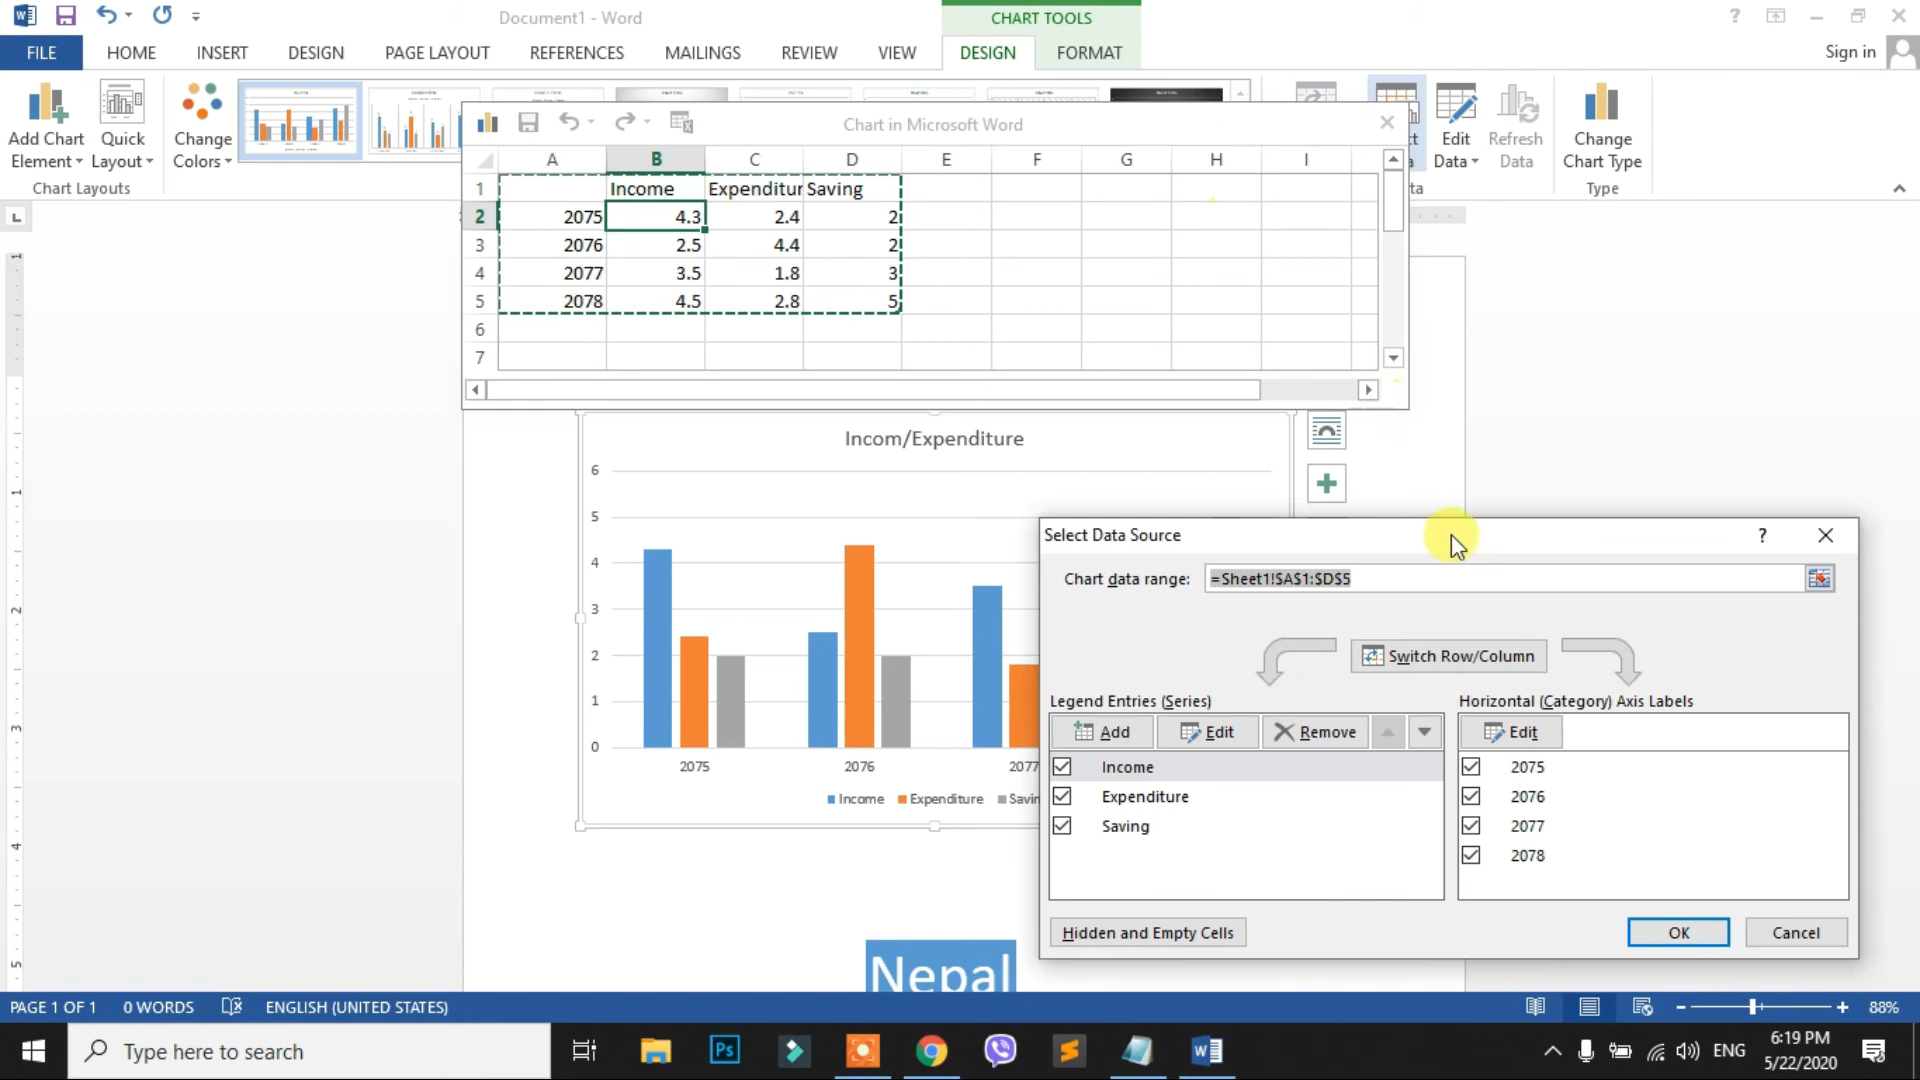 Document1 - Word
CHART TOOLS
FILE
HOME
INSERT
DESIGN
PAGE LAYOUT
REFERENCES
MAILINGS
REVIEW
VIEW
DESIGN
FORMAT
Sign in
Add Chart
Element
Quick
Layout
Change
Colors
Edit
Data
Refresh
Data
Change
Chart Type
Chart Layouts
Type
Chart in Microsoft Word
A B C D E F G H I
1 Income Expenditur Saving
2 2075 4.3 2.4 2
3 2076 2.5 4.4 2
4 2077 3.5 1.8 3
5 2078 4.5 2.8 5
6
7
Incom/Expenditure
6
5
4
3
2
1
0
2075 2076 2077
Income Expenditure Savin
Select Data Source
?
Chart data range: =Sheet1!$A$1:$D$5
Switch Row/Column
Legend Entries (Series)
Add Edit Remove
Income
Expenditure
Saving
Horizontal (Category) Axis Labels
Edit
2075
2076
2077
2078
Hidden and Empty Cells
OK
Cancel
Nepal
PAGE 1 OF 1 0 WORDS ENGLISH (UNITED STATES)
88%
Type here to search
Ps
ENG
6:19 PM
5/22/2020